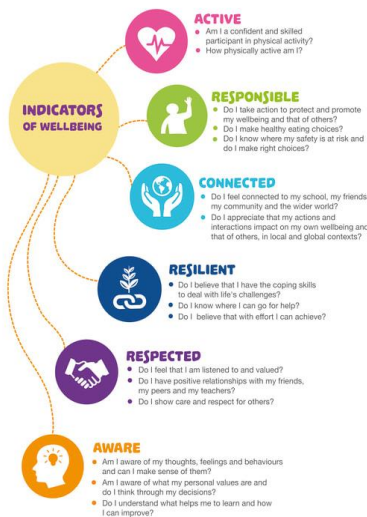 INDICATORS
OF WELLBEING
ACTIVE
• Am I a confident and skilled
participant in physical activity?
• How physically active am I?
RESPONSIBLE
• Do I take action to protect and promote
my wellbeing and that of others?
• Do I make healthy eating choices?
• Do I know where my safety is at risk and
do I make right choices?
CONNECTED
• Do I feel connected to my school, my friends,
my community and the wider world?
• Do I appreciate that my actions and
interactions impact on my own wellbeing and
that of others, in local and global contexts?
RESILIENT
• Do I believe that I have the coping skills
to deal with life's challenges?
• Do I know where I can go for help?
• Do I believe that with effort I can achieve?
RESPECTED
• Do I feel that I am listened to and valued?
• Do I have positive relationships with my friends,
my peers and my teachers?
• Do I show care and respect for others?
AWARE
• Am I aware of my thoughts, feelings and behaviours
and can I make sense of them?
• Am I aware of what my personal values are and
do I think through my decisions?
• Do I understand what helps me to learn and how
I can improve?